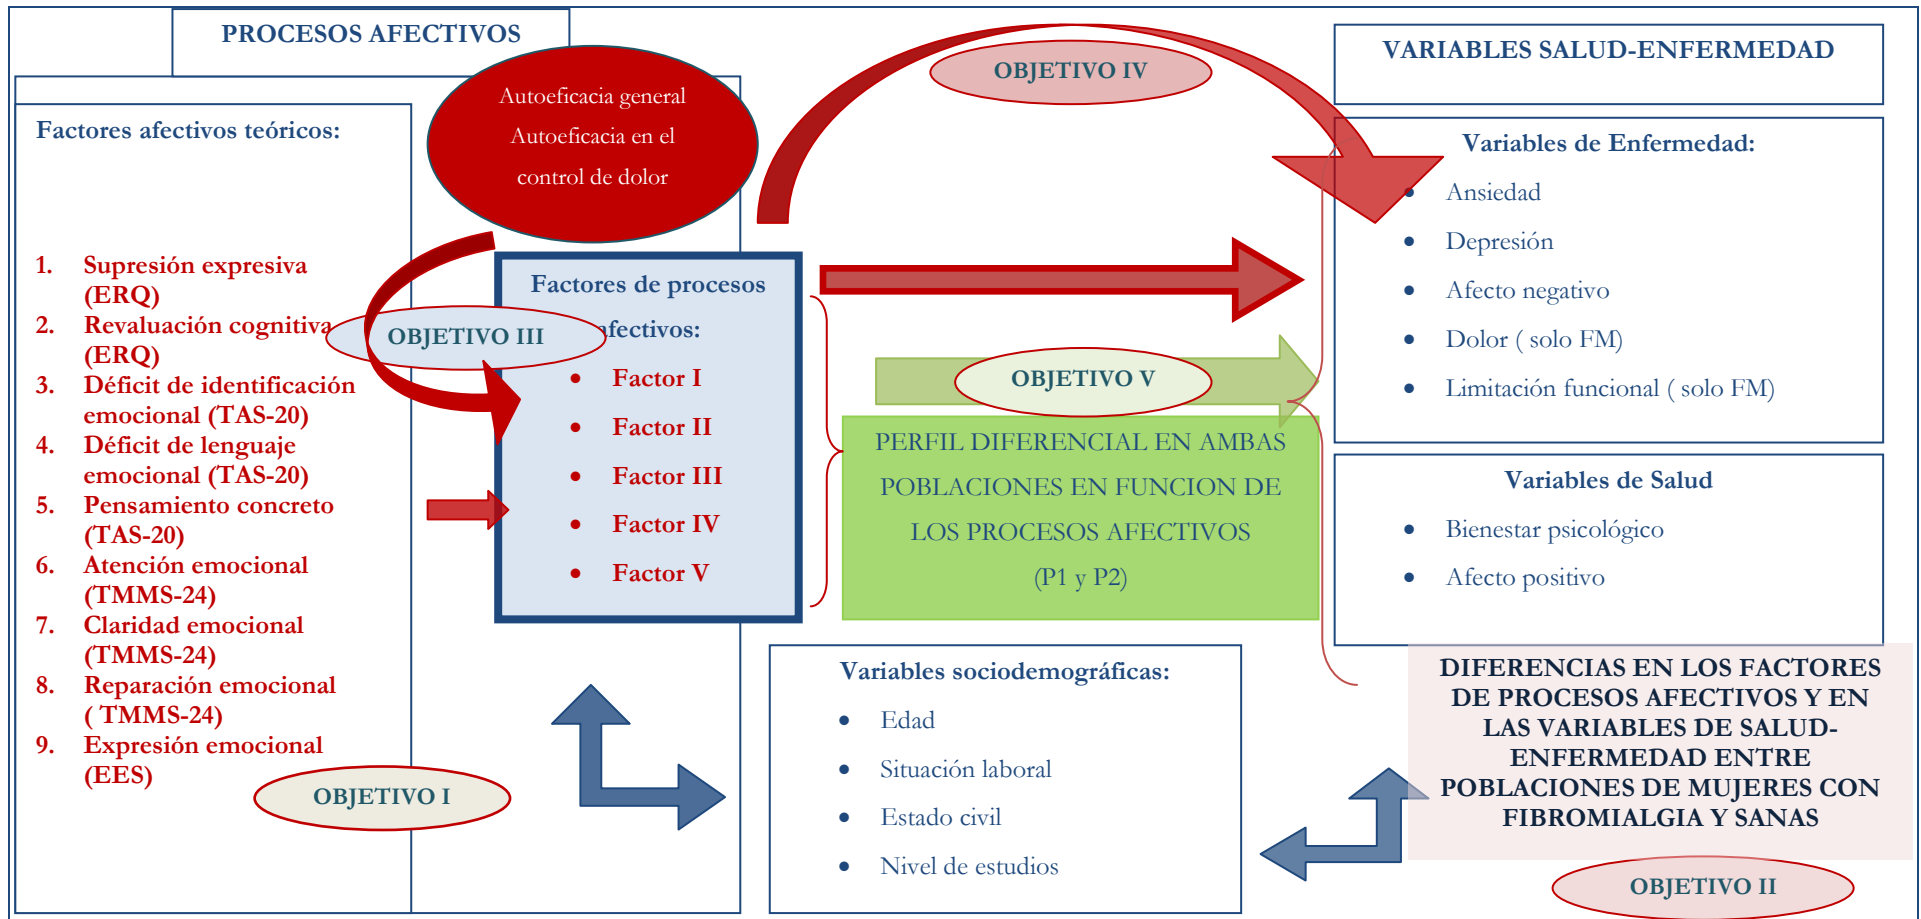 PROCESOS AFECTIVOS
Factores afectivos teóricos:
1. Supresión expresiva
(ERQ)
2. Revaluación cognitiva
(ERQ)
3. Déficit de identificación
emocional (TAS-20)
4. Déficit de lenguaje
emocional (TAS-20)
5. Pensamiento concreto
(TAS-20)
6. Atención emocional
(TMMS-24)
7. Claridad emocional
(TMMS-24)
8. Reparación emocional
( TMMS-24)
9. Expresión emocional
(EES)
OBJETIVO I
Autoeficacia general
Autoeficacia en el
control de dolor
OBJETIVO III
Factores de procesos
afectivos:
• Factor I
• Factor II
• Factor III
• Factor IV
• Factor V
OBJETIVO IV
OBJETIVO V
PERFIL DIFERENCIAL EN AMBAS
POBLACIONES EN FUNCION DE
LOS PROCESOS AFECTIVOS
(P1 y P2)
Variables sociodemográficas:
• Edad
• Situación laboral
• Estado civil
• Nivel de estudios
VARIABLES SALUD-ENFERMEDAD
Variables de Enfermedad:
• Ansiedad
• Depresión
• Afecto negativo
• Dolor ( solo FM)
• Limitación funcional ( solo FM)
Variables de Salud
• Bienestar psicológico
• Afecto positivo
DIFERENCIAS EN LOS FACTORES
DE PROCESOS AFECTIVOS Y EN
LAS VARIABLES DE SALUD-
ENFERMEDAD ENTRE
POBLACIONES DE MUJERES CON
FIBROMIALGIA Y SANAS
OBJETIVO II